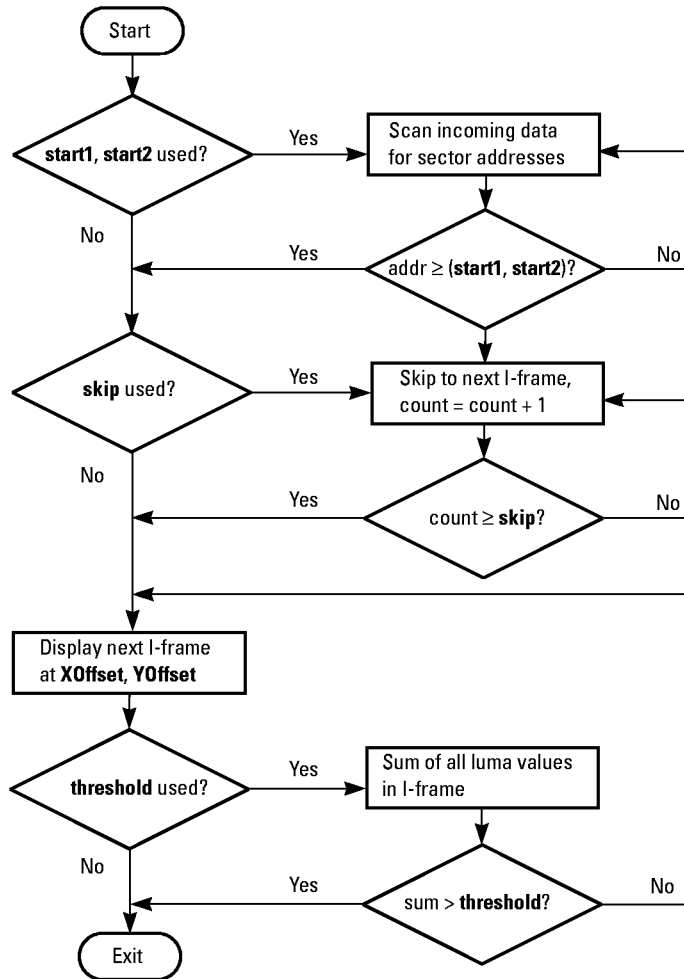 Start
start1, start2 used?
Yes
Scan incoming data
for sector addresses
No
Yes
addr ≥ (start1, start2)?
No
skip used?
Yes
Skip to next I-frame,
count = count + 1
No
Yes
count ≥ skip?
No
Display next I-frame
at XOffset, YOffset
threshold used?
Yes
Sum of all luma values
in I-frame
No
Yes
sum > threshold?
No
Exit